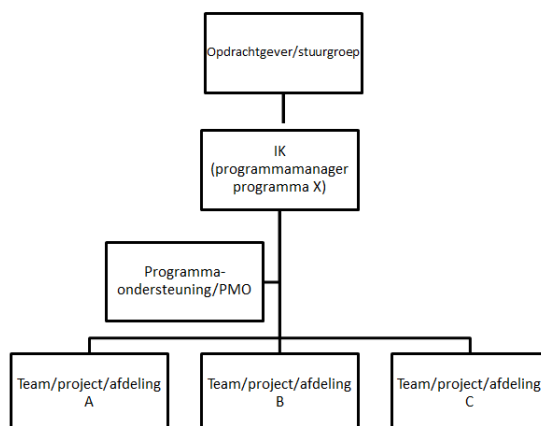 Opdrachtgever/stuurgroep
IK
(programmamanager
programma X)
Programma-
ondersteuning/PMO
Team/project/afdeling
A
Team/project/afdeling
B
Team/project/afdeling
C